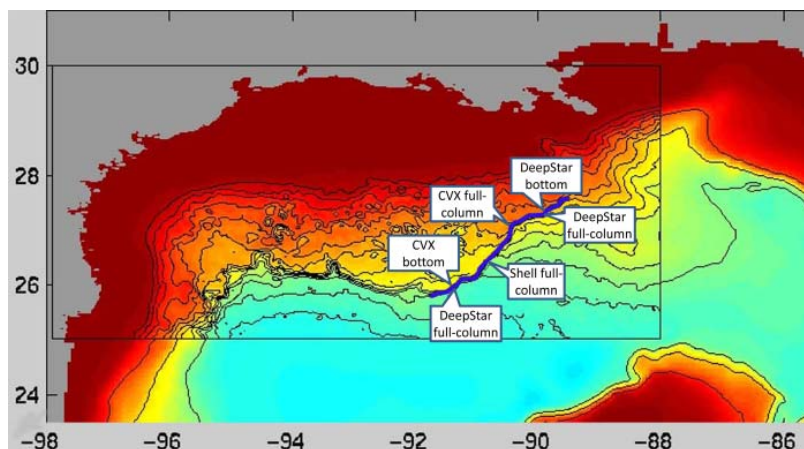 30
28
26
24
−98
−96
−94
−92
−90
−88
−86
DeepStar
bottom
CVX full-
column
DeepStar
full-column
CVX
bottom
Shell full-
column
DeepStar
full-column